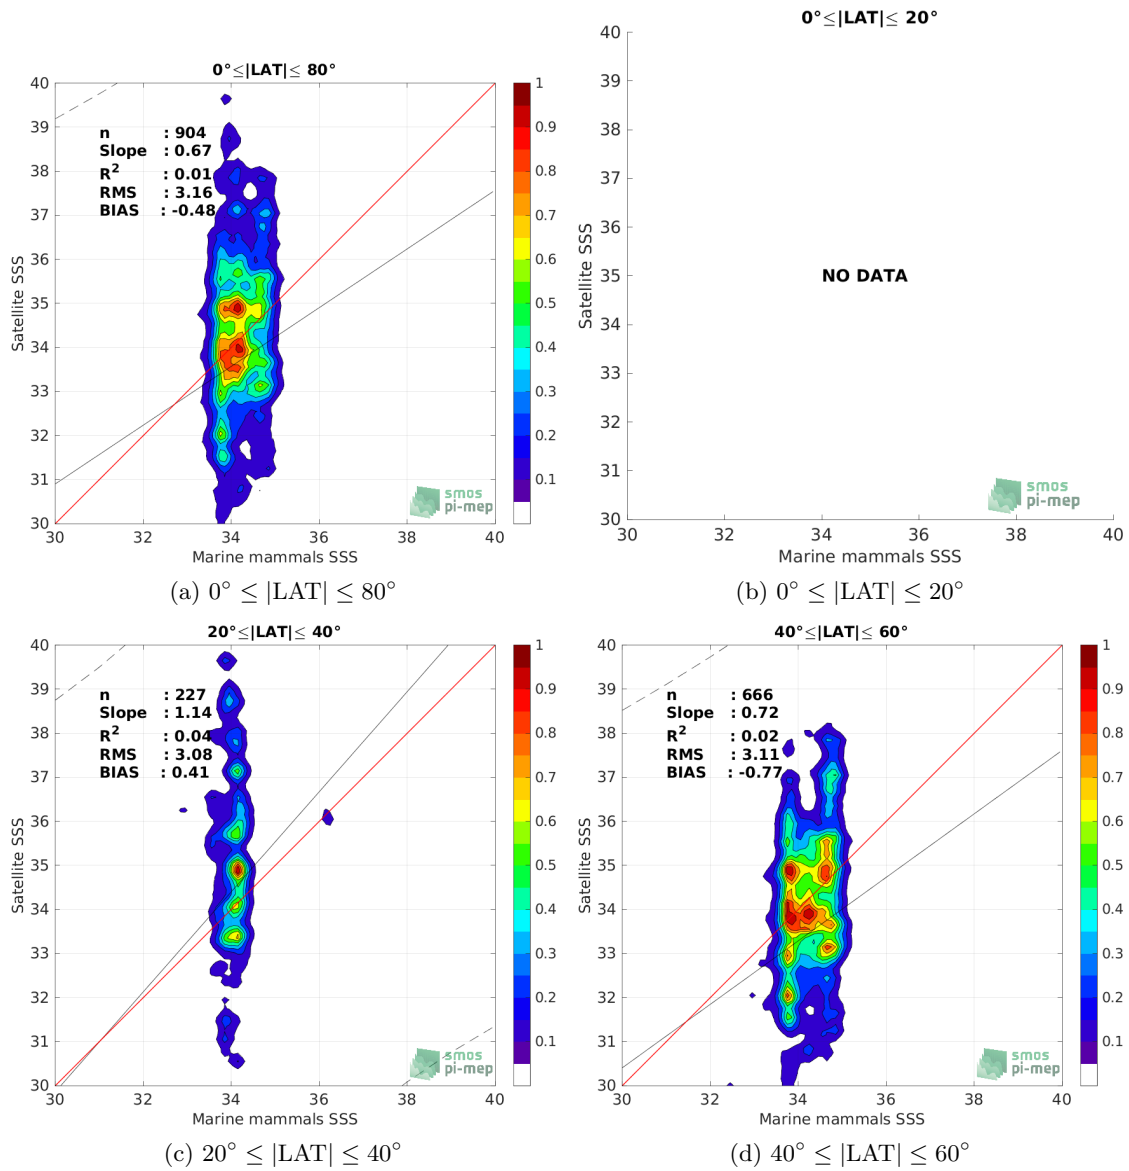 0°≤|LAT|≤ 80°
n : 904
Slope : 0.67
R² : 0.01
RMS : 3.16
BIAS : -0.48
40
39
38
37
36
35
34
33
32
31
30
Satellite SSS
30 32 34 36 38 40
Marine mammals SSS
1
0.9
0.8
0.7
0.6
0.5
0.4
0.3
0.2
0.1
smos
pi-mep
(a) 0° ≤ |LAT| ≤ 80°
0°≤|LAT|≤ 20°
40
39
38
37
36
35
34
33
32
31
30
Satellite SSS
NO DATA
smos
pi-mep
30 32 34 36 38 40
Marine mammals SSS
(b) 0° ≤ |LAT| ≤ 20°
20°≤|LAT|≤ 40°
n : 227
Slope : 1.14
R² : 0.04
RMS : 3.08
BIAS : 0.41
40
39
38
37
36
35
34
33
32
31
30
Satellite SSS
30 32 34 36 38 40
Marine mammals SSS
1
0.9
0.8
0.7
0.6
0.5
0.4
0.3
0.2
0.1
smos
pi-mep
(c) 20° ≤ |LAT| ≤ 40°
40°≤|LAT|≤ 60°
n : 666
Slope : 0.72
R² : 0.02
RMS : 3.11
BIAS : -0.77
40
39
38
37
36
35
34
33
32
31
30
Satellite SSS
30 32 34 36 38 40
Marine mammals SSS
1
0.9
0.8
0.7
0.6
0.5
0.4
0.3
0.2
0.1
smos
pi-mep
(d) 40° ≤ |LAT| ≤ 60°